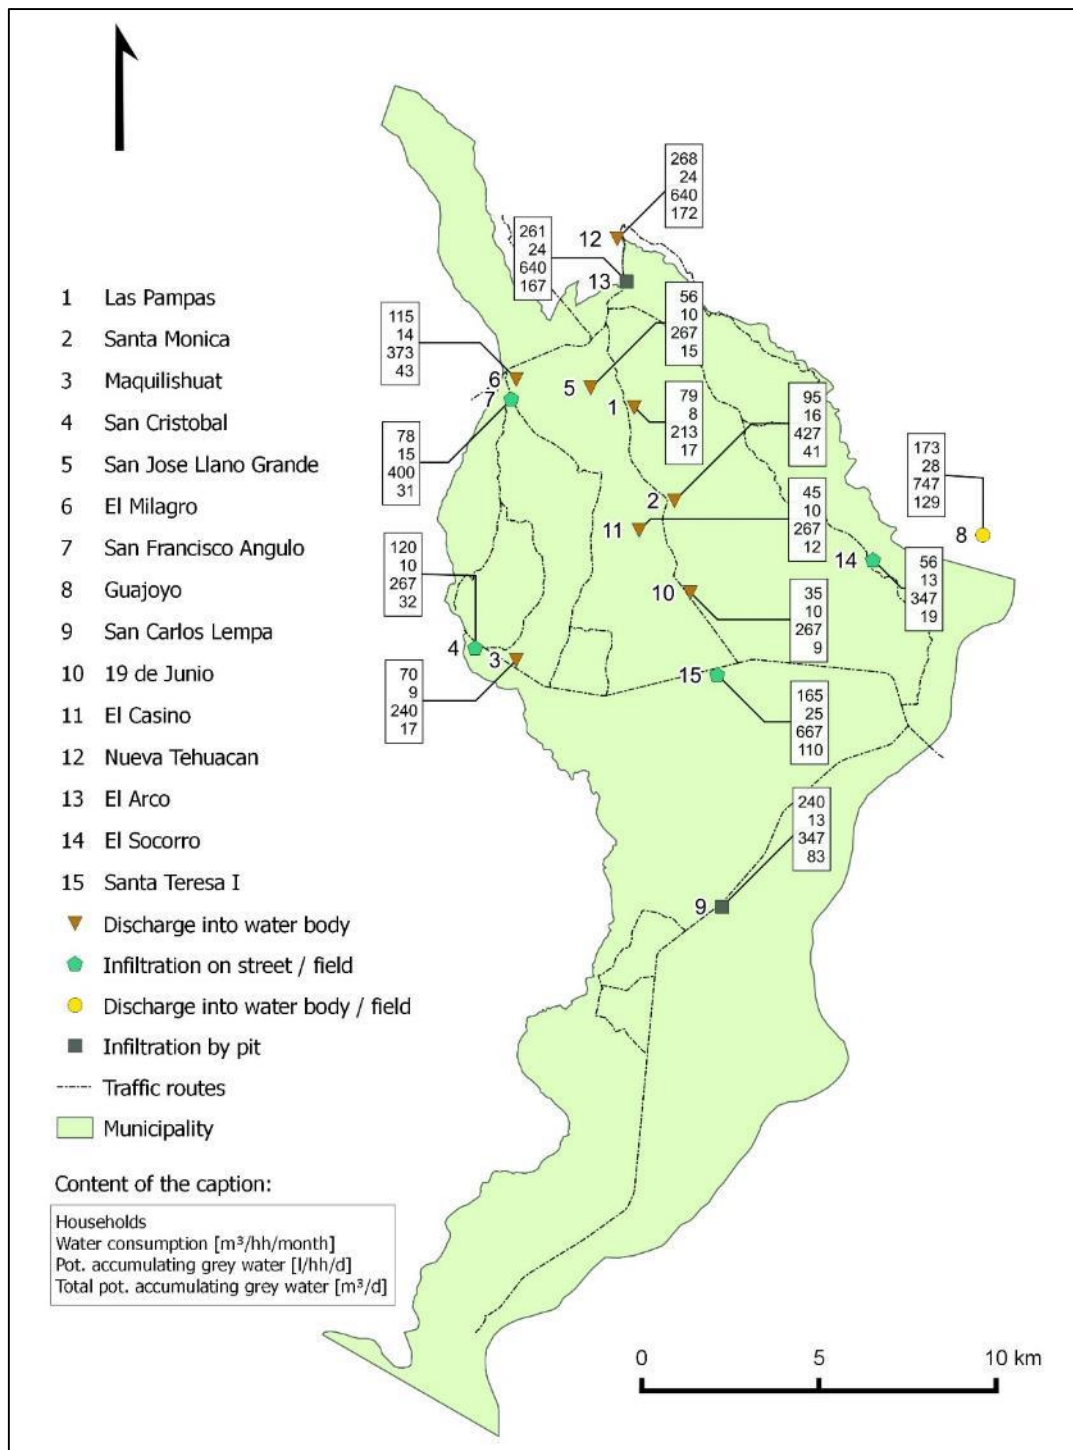 268
24
640
172
12
261
24
640
167
13
1 Las Pampas
2 Santa Monica
3 Maquilishuat
4 San Cristobal
5 San Jose Llano Grande
6 El Milagro
7 San Francisco Angulo
8 Guajoyo
9 San Carlos Lempa
10 19 de Junio
11 El Casino
12 Nueva Tehuacan
13 El Arco
14 El Socorro
15 Santa Teresa I
Discharge into water body
Infiltration on street / field
Discharge into water body / field
Infiltration by pit
Traffic routes
Municipality
Content of the caption:
Households
Water consumption [m³/hh/month]
Pot. accumulating grey water [l/hh/d]
Total pot. accumulating grey water [m³/d]
115
14
373
43
6
7
56
10
267
15
5
1
79
8
213
17
95
16
427
41
2
78
15
400
31
173
28
747
129
8
45
10
267
12
11
120
10
267
32
4
3
56
13
347
19
14
35
10
267
9
10
70
9
240
17
165
25
667
110
15
240
13
347
83
9
0 5 10 km